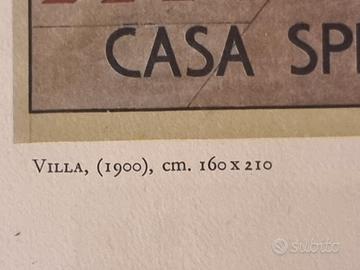 CASA SP
VILLA, (1900), cm. 160 x 210
subito